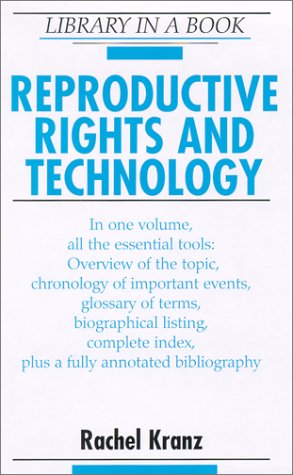 LIBRARY IN A BOOK
REPRODUCTIVE
RIGHTS AND
TECHNOLOGY
In one volume,
all the essential tools:
Overview of the topic,
chronology of important events,
glossary of terms,
biographical listing,
complete index,
plus a fully annotated bibliography
Rachel Kranz